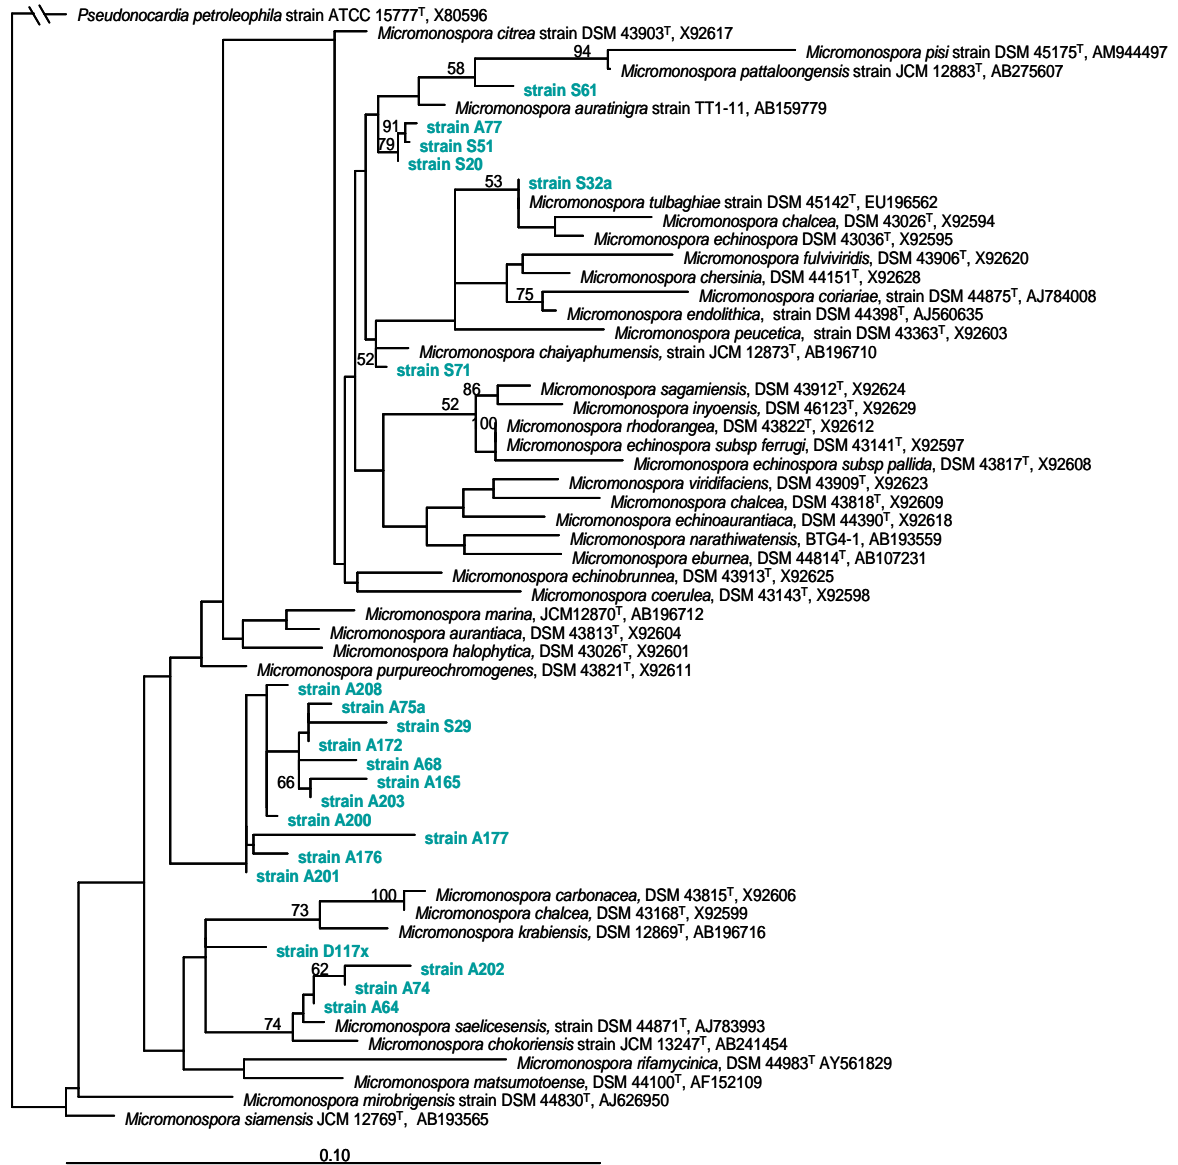 Pseudonocardia petroleophila strain ATCC 15777T, X80596
Micromonospora citrea strain DSM 43903T, X92617
94
Micromonospora pisi strain DSM 45175T, AM944497
58
Micromonospora pattaloongensis strain JCM 12883T, AB275607
strain S61
Micromonospora auratinigra strain TT1-11, AB159779
91
strain A77
79
strain S51
strain S20
53
strain S32a
Micromonospora tulbaghiae strain DSM 45142T, EU196562
Micromonospora chalcea, DSM 43026T, X92594
Micromonospora echinospora DSM 43036T, X92595
Micromonospora fulviviridis, DSM 43906T, X92620
Micromonospora chersinia, DSM 44151T, X92628
75
Micromonospora coriariae, strain DSM 44875T, AJ784008
Micromonospora endolithica, strain DSM 44398T, AJ560635
Micromonospora peucetica, strain DSM 43363T, X92603
Micromonospora chaiyaphumensis, strain JCM 12873T, AB196710
52
strain S71
86
Micromonospora sagamiensis, DSM 43912T, X92624
52
Micromonospora inyoensis, DSM 46123T, X92629
100
Micromonospora rhodorangea, DSM 43822T, X92612
Micromonospora echinospora subsp ferrugi, DSM 43141T, X92597
Micromonospora echinospora subsp pallida, DSM 43817T, X92608
Micromonospora viridifaciens, DSM 43909T, X92623
Micromonospora chalcea, DSM 43818T, X92609
Micromonospora echinoaurantiaca, DSM 44390T, X92618
Micromonospora narathiwatensis, BTG4-1, AB193559
Micromonospora eburnea, DSM 44814T, AB107231
Micromonospora echinobrunnea, DSM 43913T, X92625
Micromonospora coerulea, DSM 43143T, X92598
Micromonospora marina, JCM12870T, AB196712
Micromonospora aurantiaca, DSM 43813T, X92604
Micromonospora halophytica, DSM 43026T, X92601
Micromonospora purpureochromogenes, DSM 43821T, X92611
strain A208
strain A75a
strain S29
strain A172
strain A68
66
strain A165
strain A203
strain A200
strain A177
strain A176
strain A201
100
Micromonospora carbonacea, DSM 43815T, X92606
73
Micromonospora chalcea, DSM 43168T, X92599
Micromonospora krabiensis, DSM 12869T, AB196716
strain D117x
62
strain A202
strain A74
strain A64
74
Micromonospora saelicesensis, strain DSM 44871T, AJ783993
Micromonospora chokoriensis strain JCM 13247T, AB241454
Micromonospora rifamycinica, DSM 44983T AY561829
Micromonospora matsumotoense, DSM 44100T, AF152109
Micromonospora mirobrigensis strain DSM 44830T, AJ626950
Micromonospora siamensis JCM 12769T, AB193565
0.10